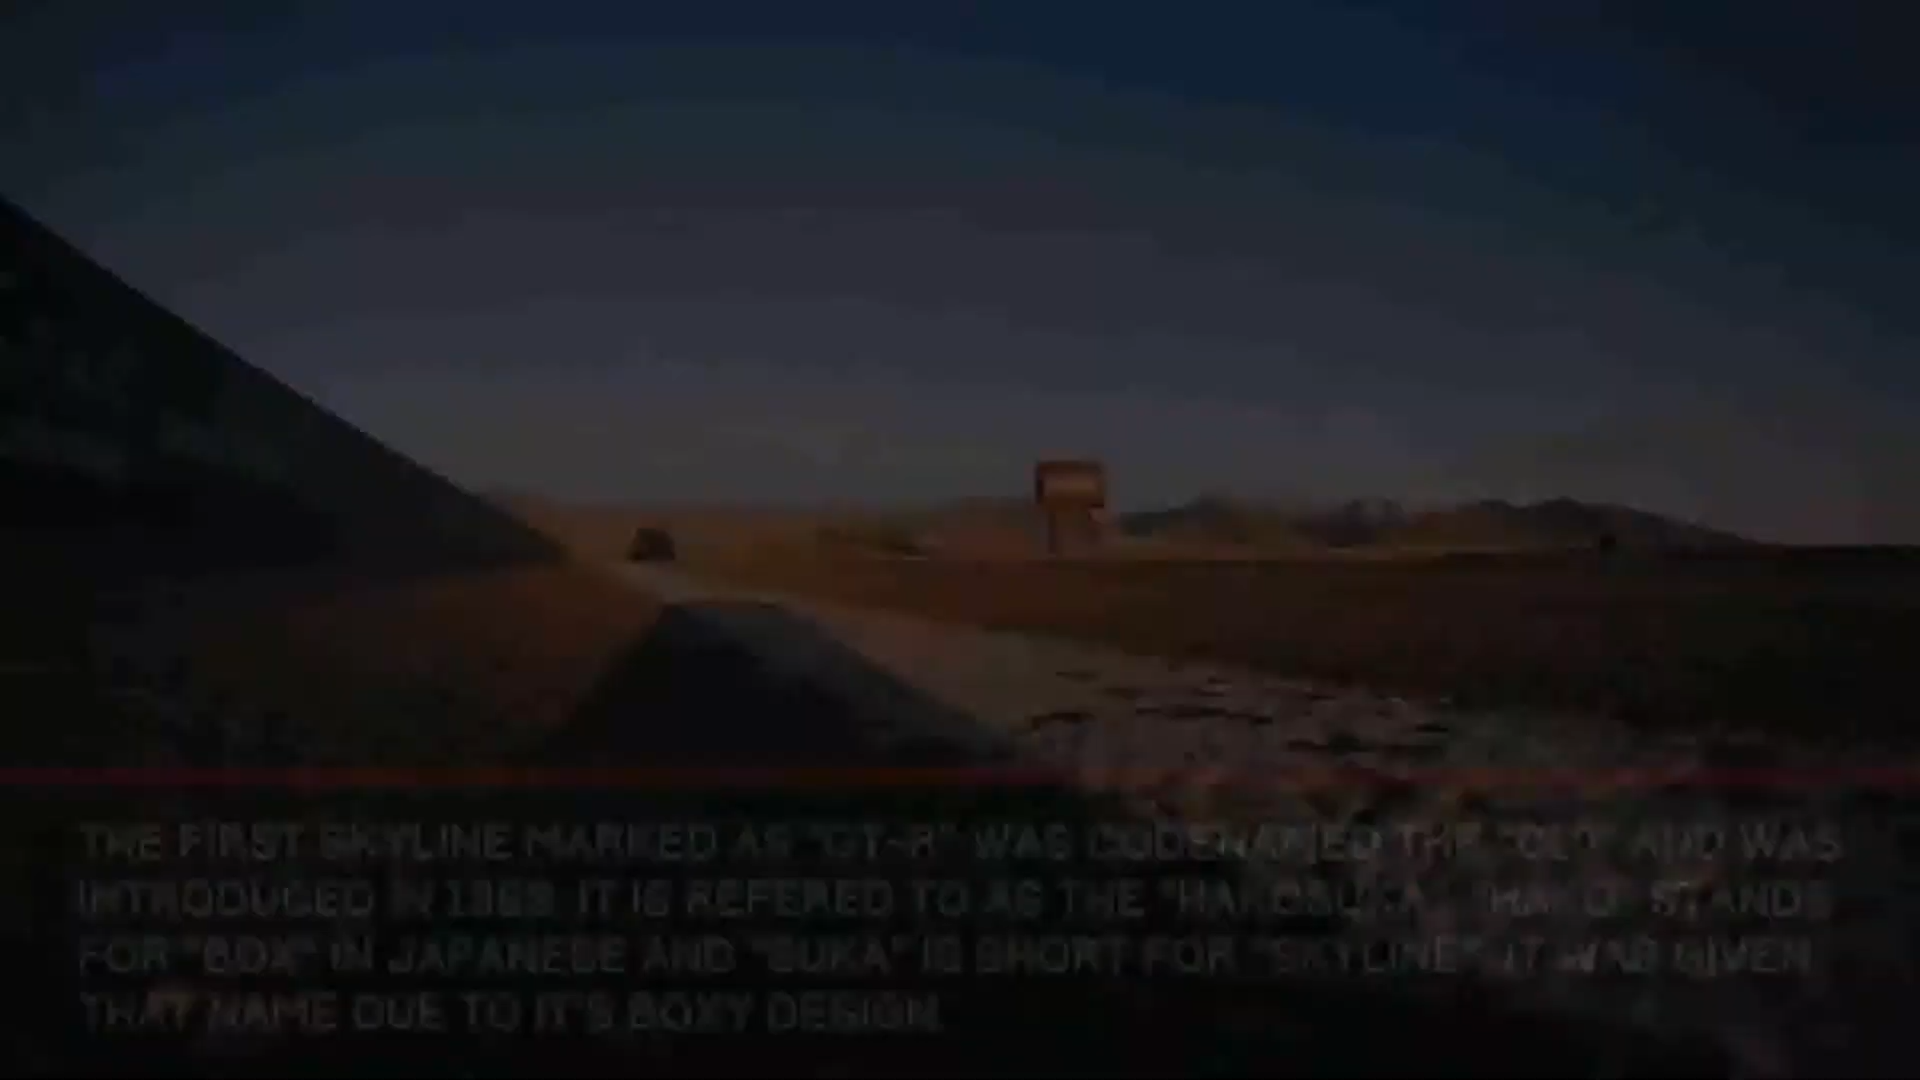 THE FIRST SKYLINE MARKED AS "GT-R" WAS CODENAMED THE AND WAS
INTRODUCED IN 1969. IT IS REFERED TO AS THE "HAKOSUKA". "HAKO" STANDS
FOR "BOX" IN JAPANESE AND "SUKA" IS SHORT FOR "SKYLINE". IT WAS GIVEN
THAT NAME DUE TO IT'S BOXY DESIGN.